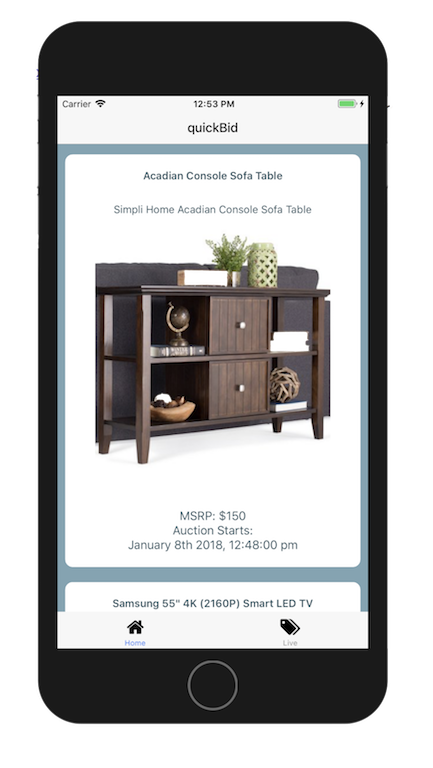 Carrier
12:53 PM
quickBid
Acadian Console Sofa Table
Simpli Home Acadian Console Sofa Table
MSRP: $150
Auction Starts:
January 8th 2018, 12:48:00 pm
Samsung 55" 4K (2160P) Smart LED TV
Home
Live